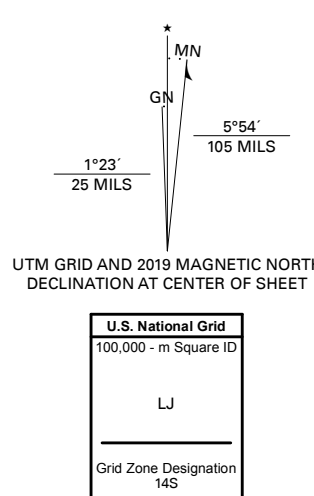 MN
GN
5°54´
105 MILS
1°23´
25 MILS
UTM GRID AND 2019 MAGNETIC NORTH
DECLINATION AT CENTER OF SHEET
U.S. National Grid
100,000 - m Square ID
LJ
Grid Zone Designation
14S